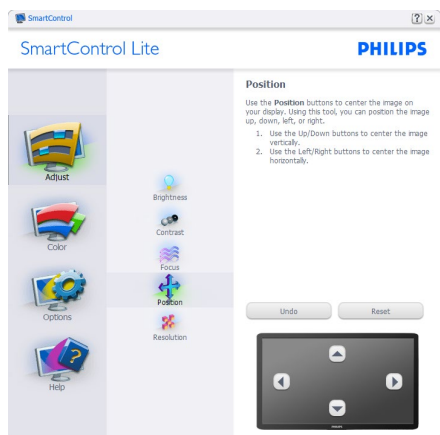 SmartControl
SmartControl Lite
PHILIPS
Adjust
Color
Options
Help
Brightness
Contrast
Focus
Position
Resolution
Position
Use the Position buttons to center the image on
your display. Using this tool, you can position the image
up, down, left, or right.
1. Use the Up/Down buttons to center the image
vertically.
2. Use the Left/Right buttons to center the image
horizontally.
Undo
Reset
PHILIPS